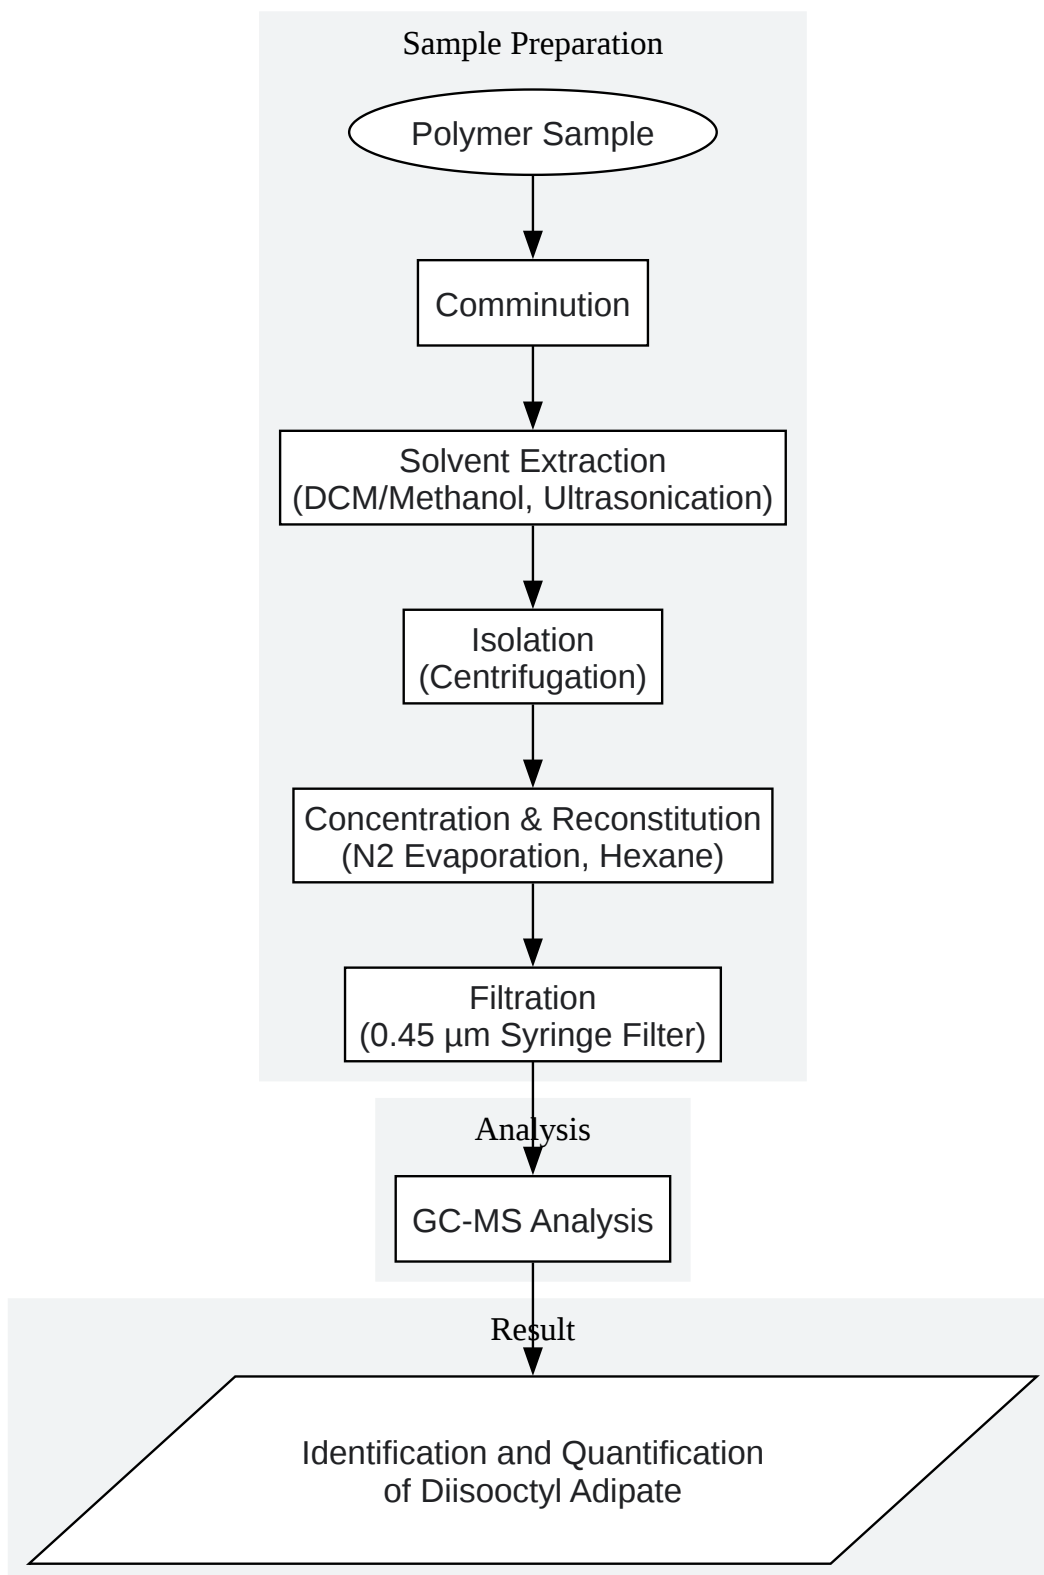 Sample Preparation
Polymer Sample
Comminution
Solvent Extraction
(DCM/Methanol, Ultrasonication)
Isolation
(Centrifugation)
Concentration & Reconstitution
(N2 Evaporation, Hexane)
Filtration
(0.45 µm Syringe Filter)
Analysis
GC-MS Analysis
Result
Identification and Quantification
of Diisooctyl Adipate